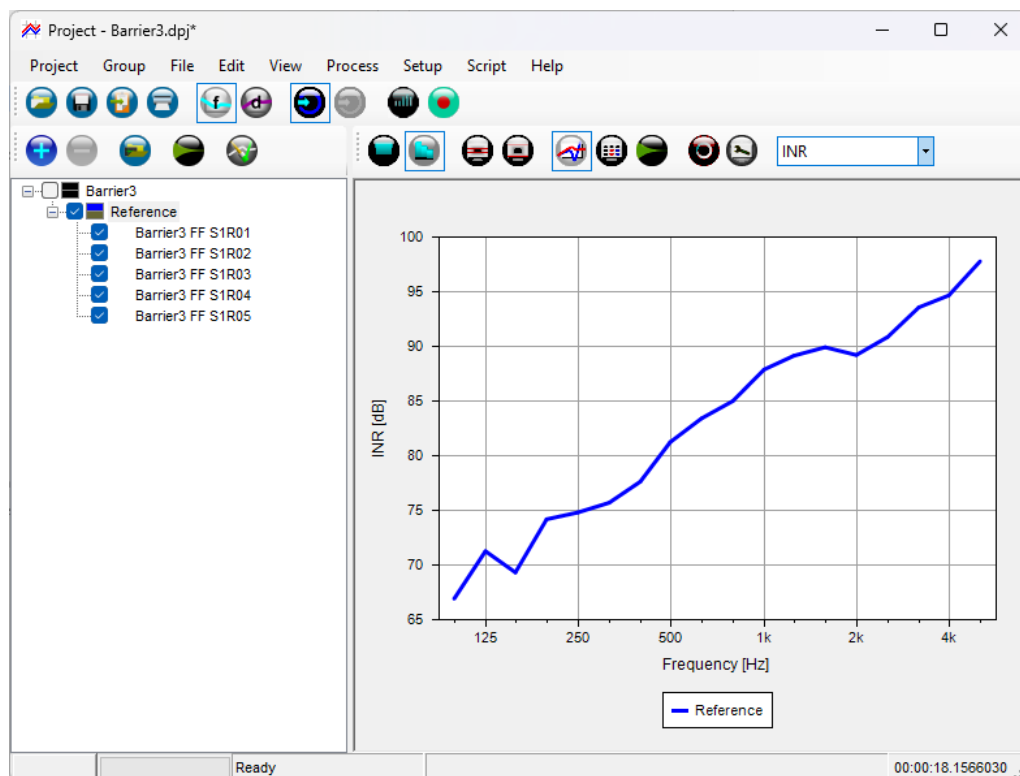 Project - Barrier3.dpj*
Project Group File Edit View Process Setup Script Help
f d
INR
Barrier3
Reference
Barrier3 FF S1R01
Barrier3 FF S1R02
Barrier3 FF S1R03
Barrier3 FF S1R04
Barrier3 FF S1R05
100
95
90
85
80
75
70
65
INR [dB]
125 250 500 1k 2k 4k
Frequency [Hz]
Reference
Ready 00:00:18.1566030